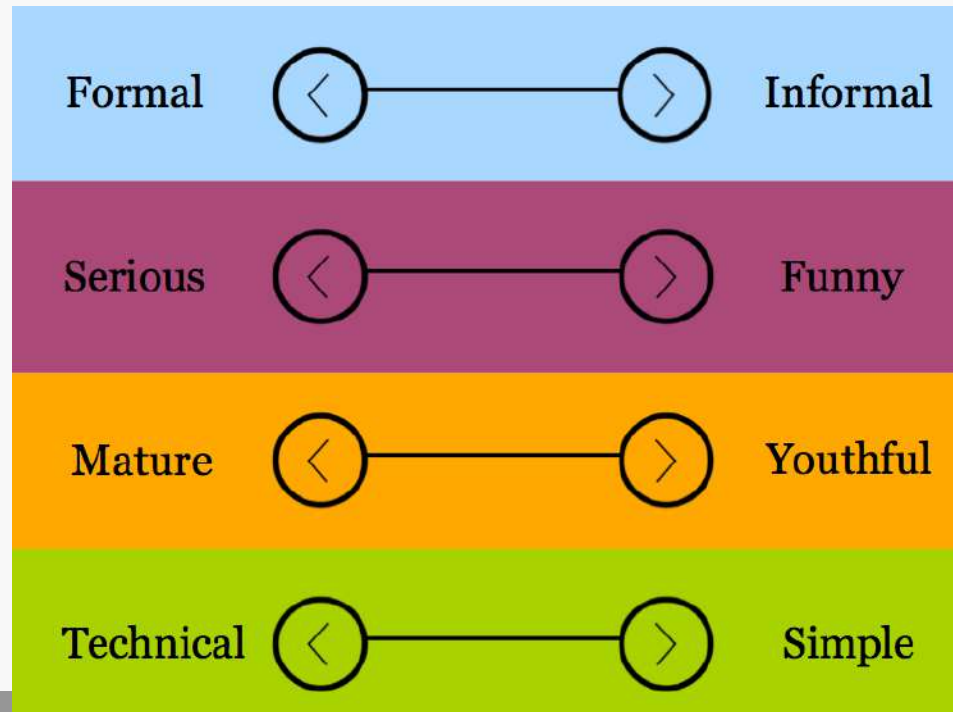 Formal Informal
Serious Funny
Mature Youthful
Technical Simple